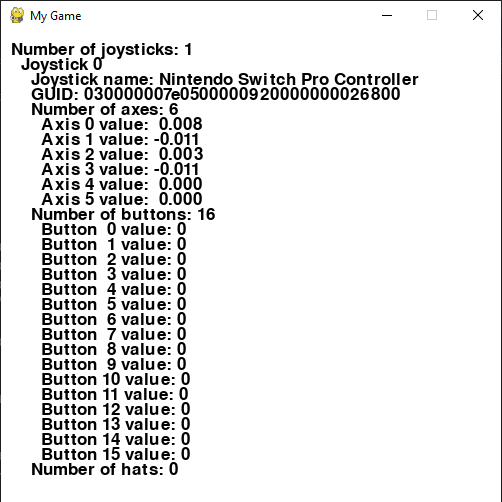 My Game
Number of joysticks: 1
Joystick 0
Joystick name: Nintendo Switch Pro Controller
GUID: 030000007e0500000920000000026800
Number of axes: 6
Axis 0 value:  0.008
Axis 1 value: -0.011
Axis 2 value:  0.003
Axis 3 value: -0.011
Axis 4 value:  0.000
Axis 5 value:  0.000
Number of buttons: 16
Button  0 value: 0
Button  1 value: 0
Button  2 value: 0
Button  3 value: 0
Button  4 value: 0
Button  5 value: 0
Button  6 value: 0
Button  7 value: 0
Button  8 value: 0
Button  9 value: 0
Button 10 value: 0
Button 11 value: 0
Button 12 value: 0
Button 13 value: 0
Button 14 value: 0
Button 15 value: 0
Number of hats: 0